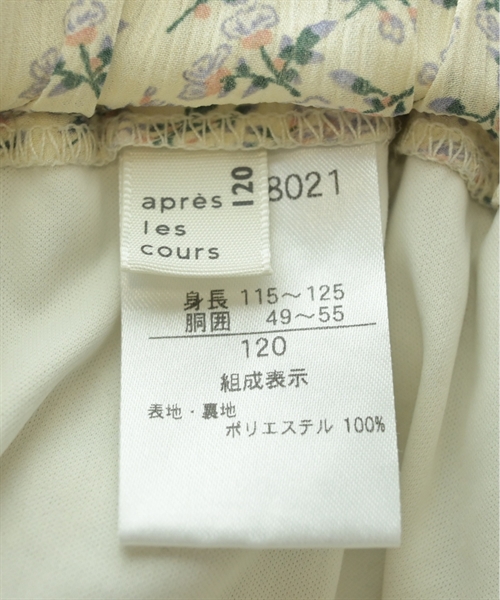 après
les
cours
120
8021
身長 115～125
胴囲 49～55
120
組成表示
表地・裏地
ポリエステル 100%